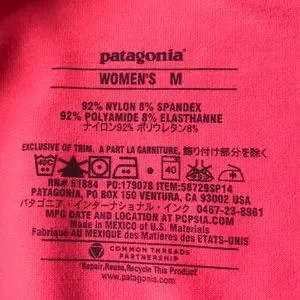 patagonia®
WOMEN'S M
92% NYLON 8% SPANDEX
92% POLYAMIDE 8% ELASTHANNE
ナイロン92% ポリウレタン8%
EXCLUSIVE OF TRIM, A PART LA GARNITURE, 飾り付け部分を除く
40
RN# 51884 PO:179078 ITEM:58729SP14
PATAGONIA, PO BOX 150 VENTURA, CA 93002 USA
パタゴニア・インターナショナル・インク 0467-23-8961
MFG DATE AND LOCATION AT PCPSIA.COM
Made in MEXICO of U.S. Materials
Fabriqué AU MEXIQUE des Matières des ETATS-UNIS
COMMON THREADS
PARTNERSHIP
Repair,Reuse,Recycle This Product
www.patagonia.com